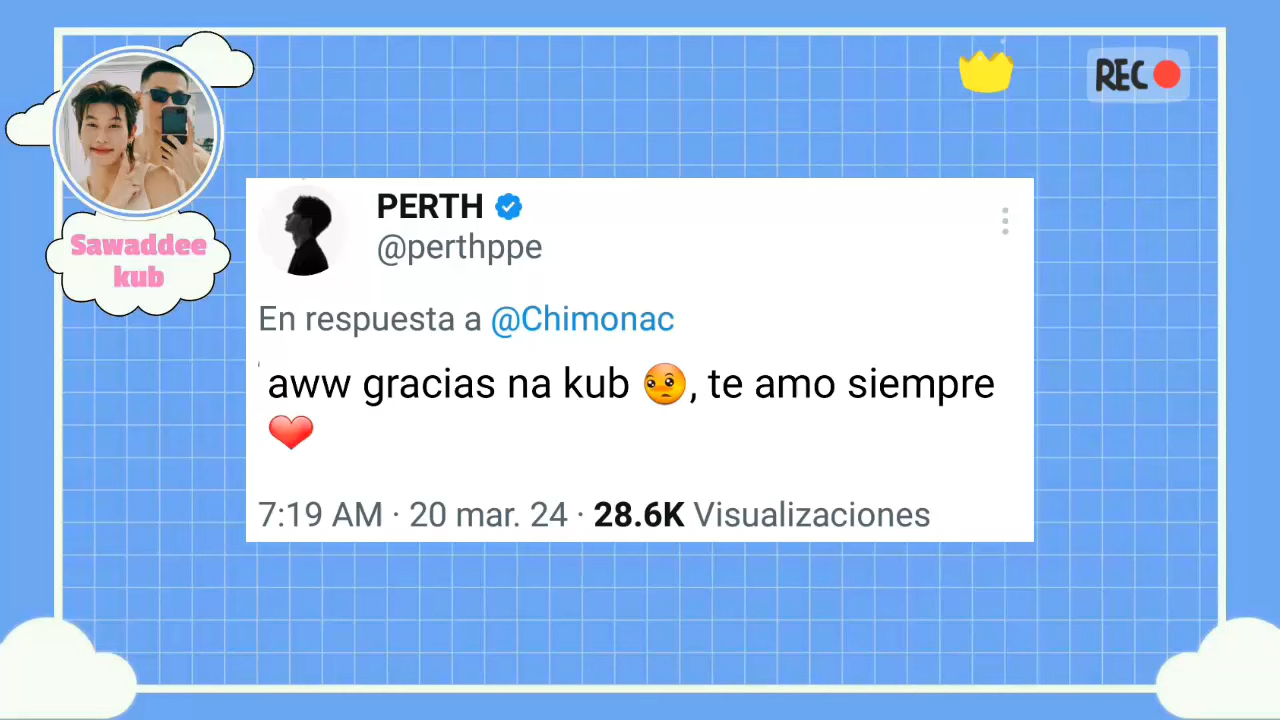 REC
Sawaddee
kub
PERTH
@perthppe
En respuesta a @Chimonac
aww gracias na kub 🥺, te amo siempre
❤️
7:19 AM · 20 mar. 24 · 28.6K Visualizaciones